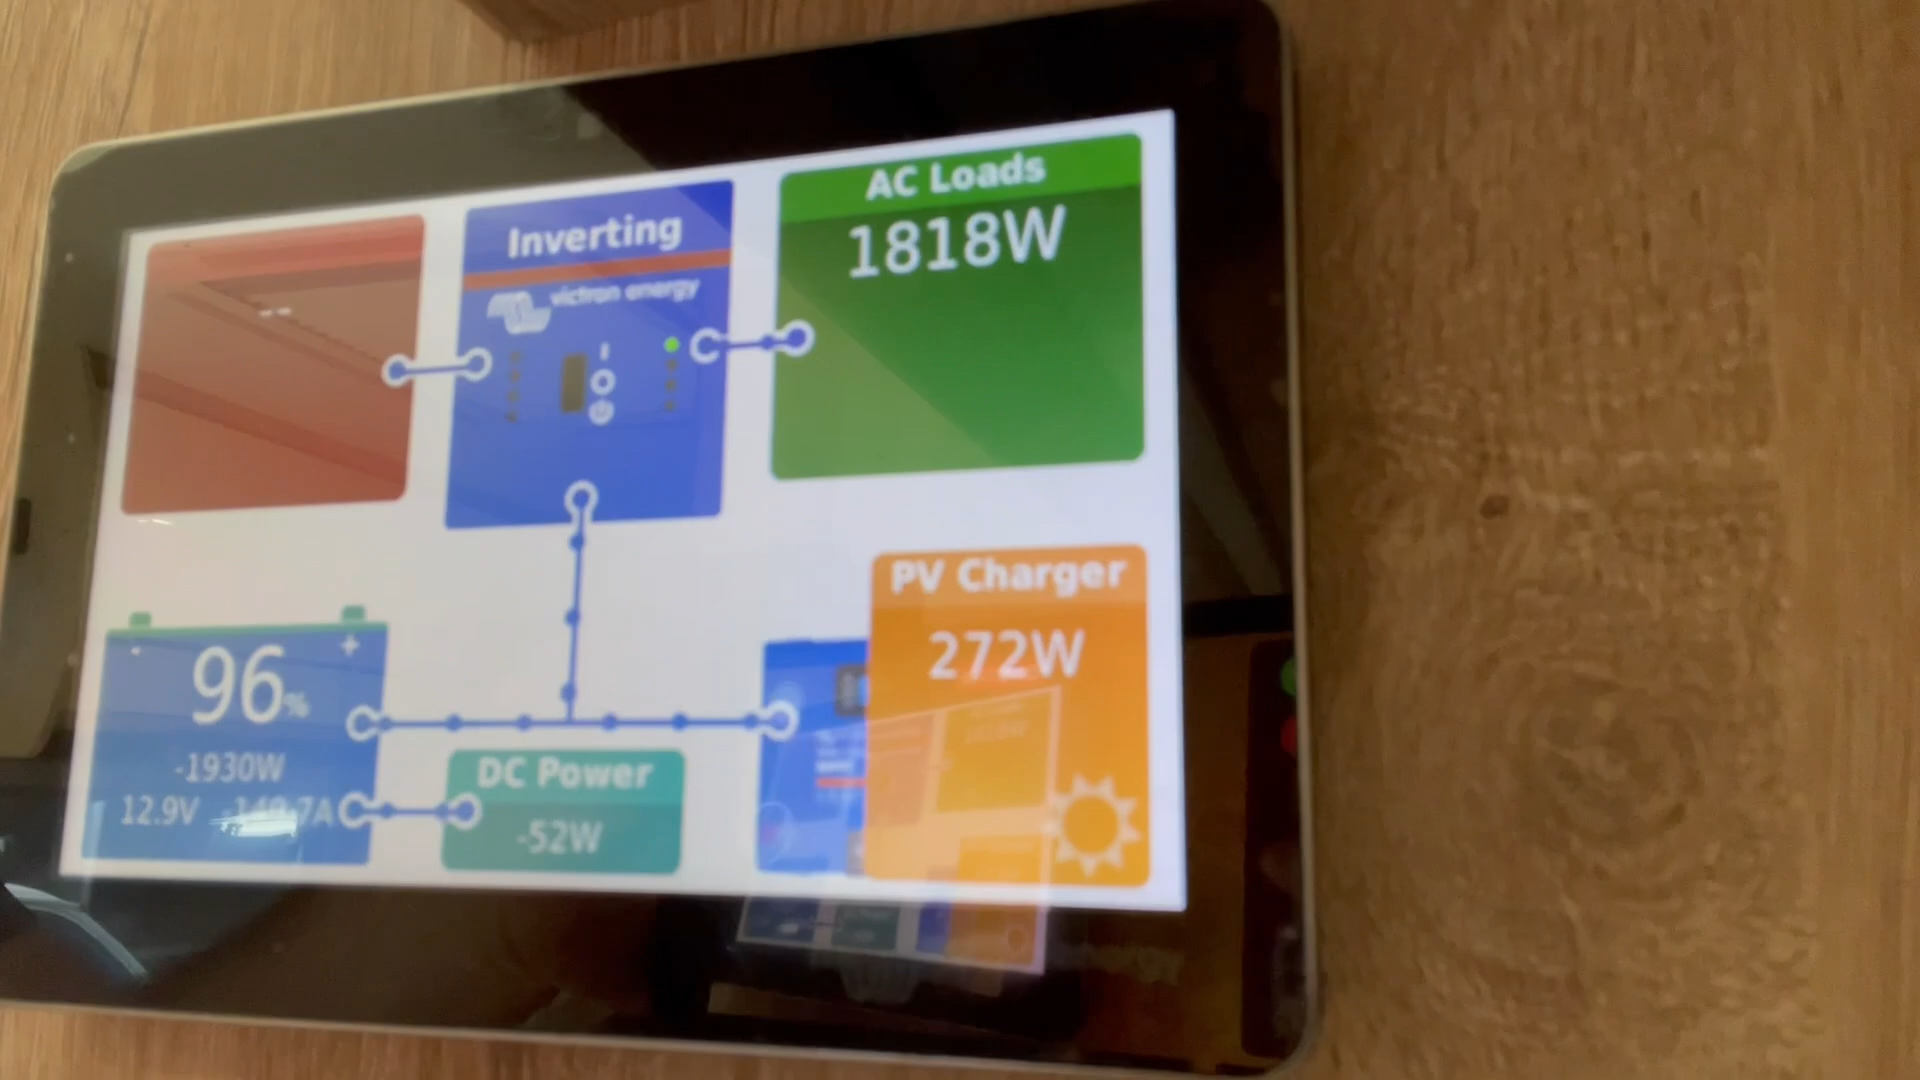 Inverting
victron energy
AC Loads
1818W
PV Charger
272W
96%
-1930W
12.9V
DC Power
-52W